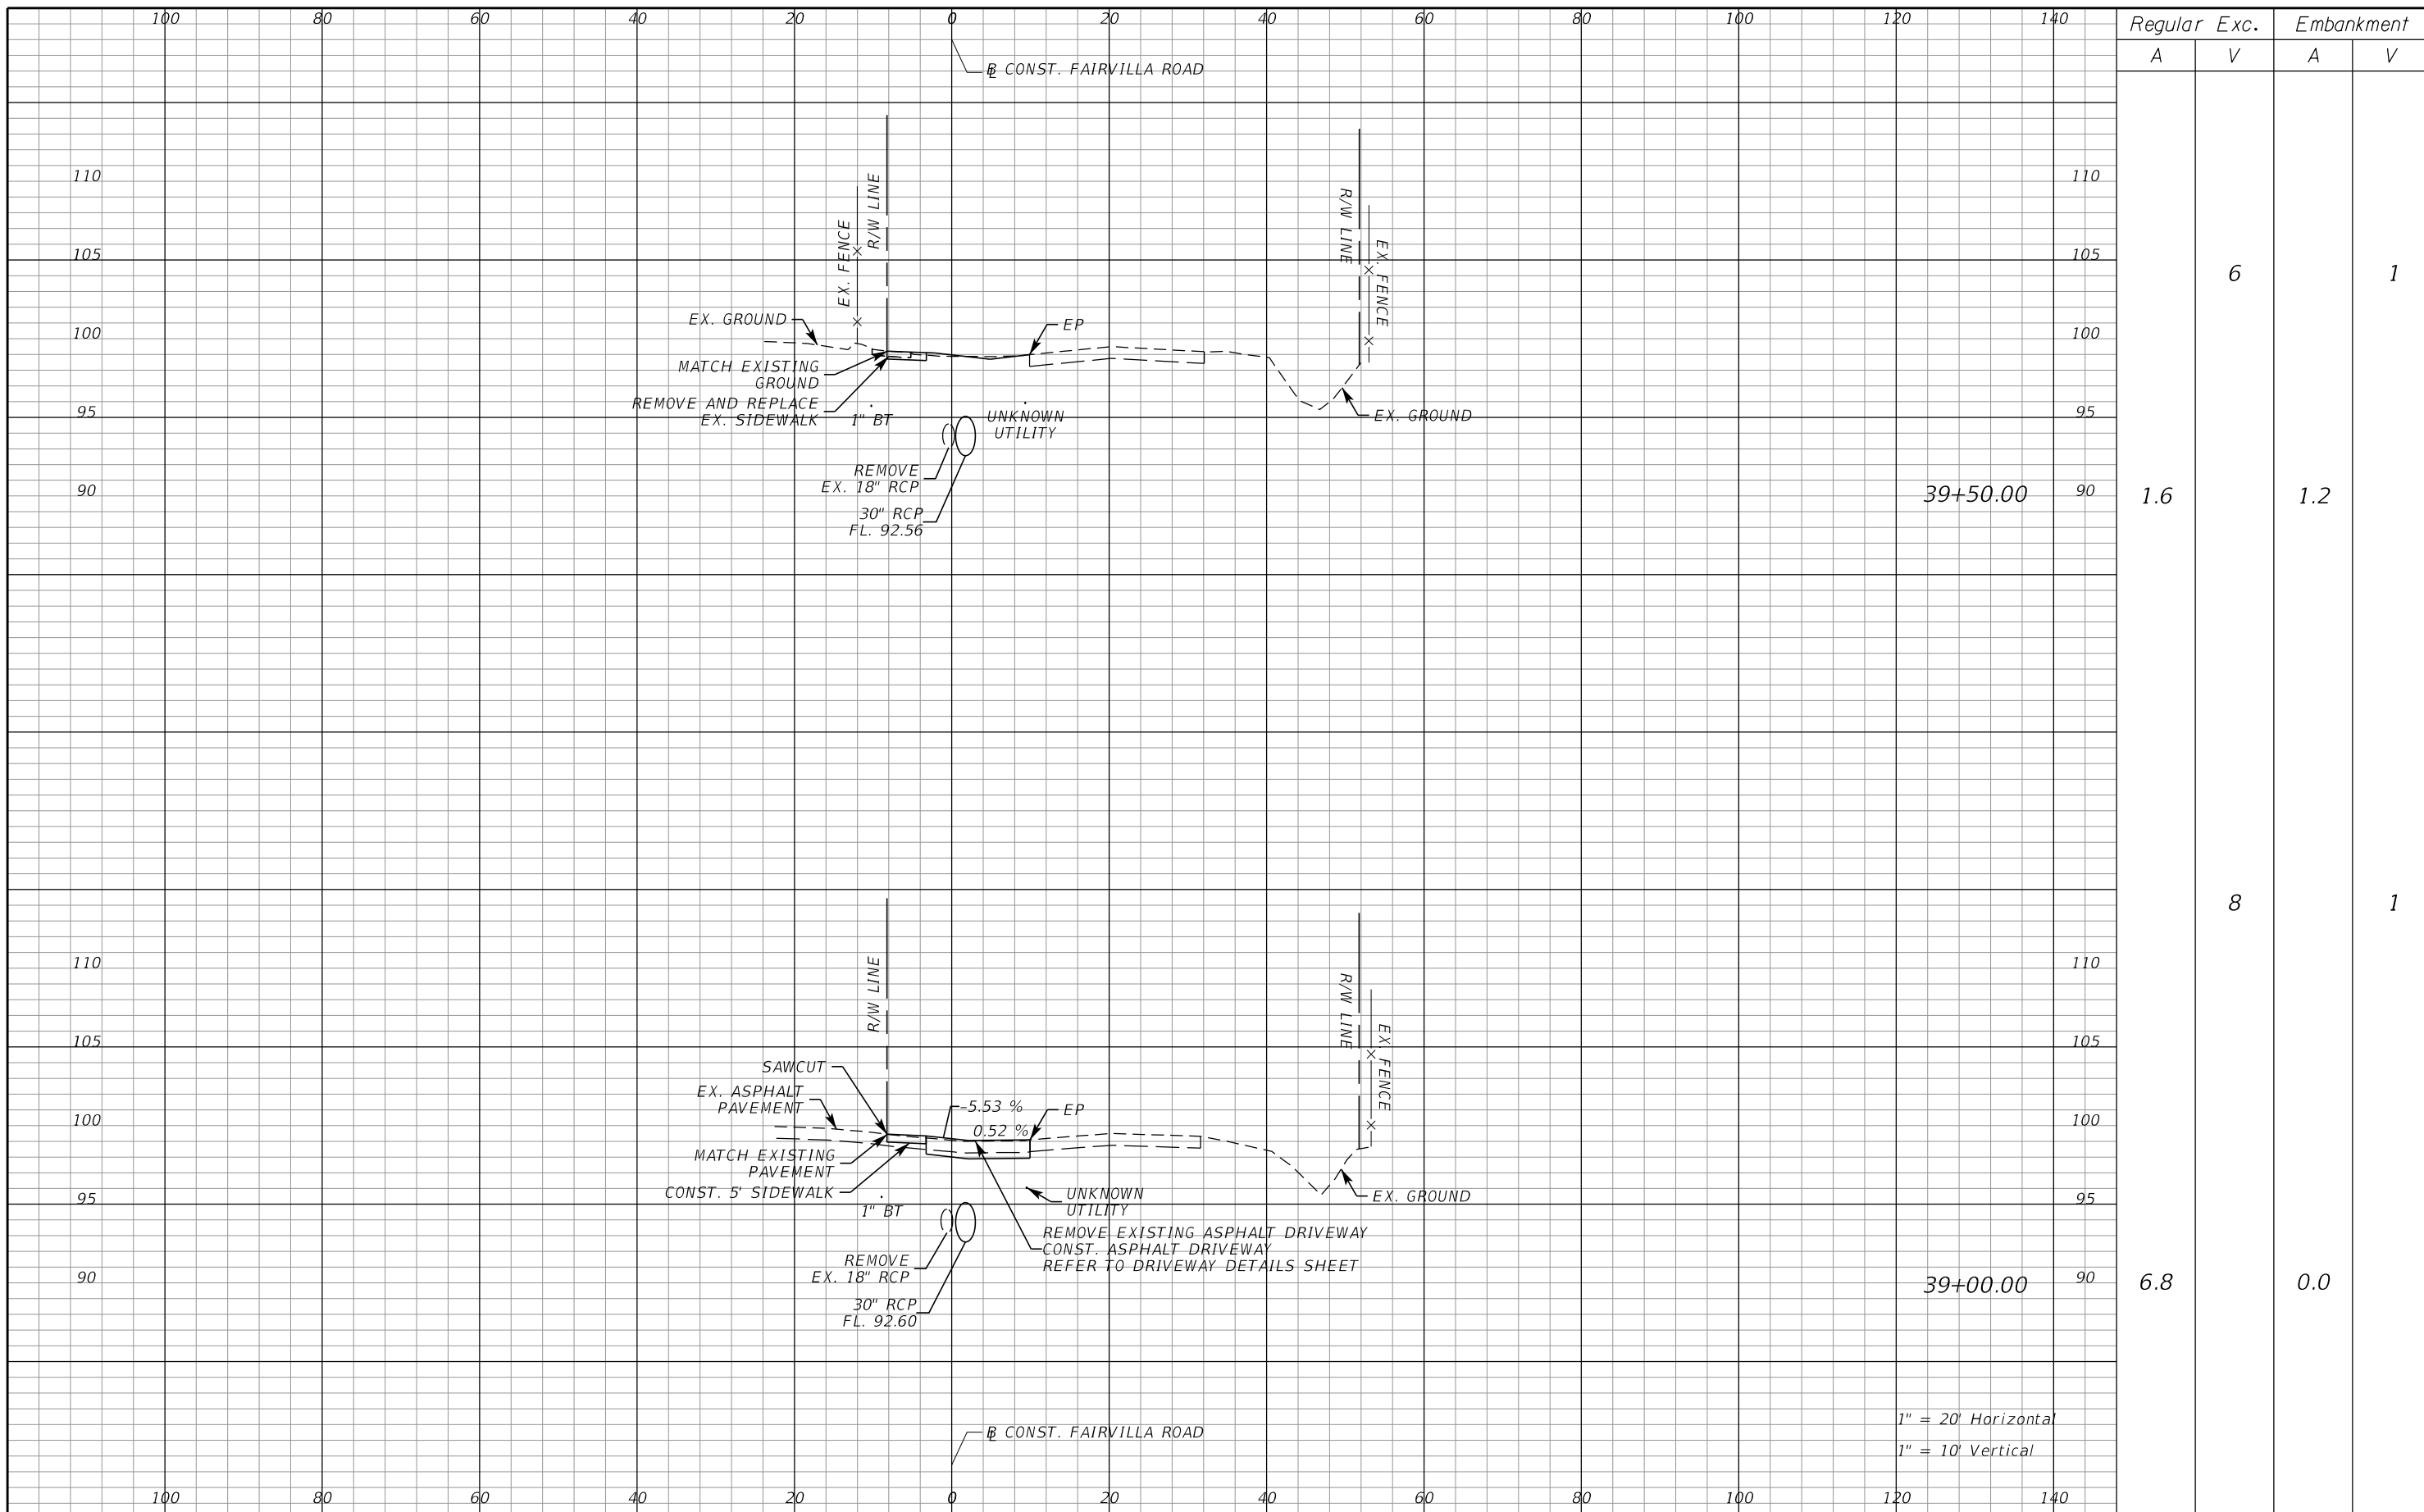 100 80 60 40 20 0 20 40 60 80 100 120 140
Regular Exc. Embankment
A V A V
℄ CONST. FAIRVILLA ROAD
110 110
R/W LINE
R/W LINE
EX. FENCE
EX. FENCE
105 105
6 1
EX. GROUND
EP
100 100
MATCH EXISTING
GROUND
REMOVE AND REPLACE
EX. SIDEWALK
1" BT
UNKNOWN
UTILITY
EX. GROUND
95 95
REMOVE
EX. 18" RCP
30" RCP
FL. 92.56
90 39+50.00 90 1.6 1.2
8 1
110 110
R/W LINE
R/W LINE
EX. FENCE
105 105
SAWCUT
EX. ASPHALT
PAVEMENT
-5.53 %
EP
0.52 %
100 100
MATCH EXISTING
PAVEMENT
CONST. 5' SIDEWALK
1" BT
UNKNOWN
UTILITY
EX. GROUND
95 95
REMOVE EXISTING ASPHALT DRIVEWAY
CONST. ASPHALT DRIVEWAY
REFER TO DRIVEWAY DETAILS SHEET
REMOVE
EX. 18" RCP
30" RCP
FL. 92.60
90 39+00.00 90 6.8 0.0
1" = 20' Horizontal
1" = 10' Vertical
℄ CONST. FAIRVILLA ROAD
100 80 60 40 20 0 20 40 60 80 100 120 140